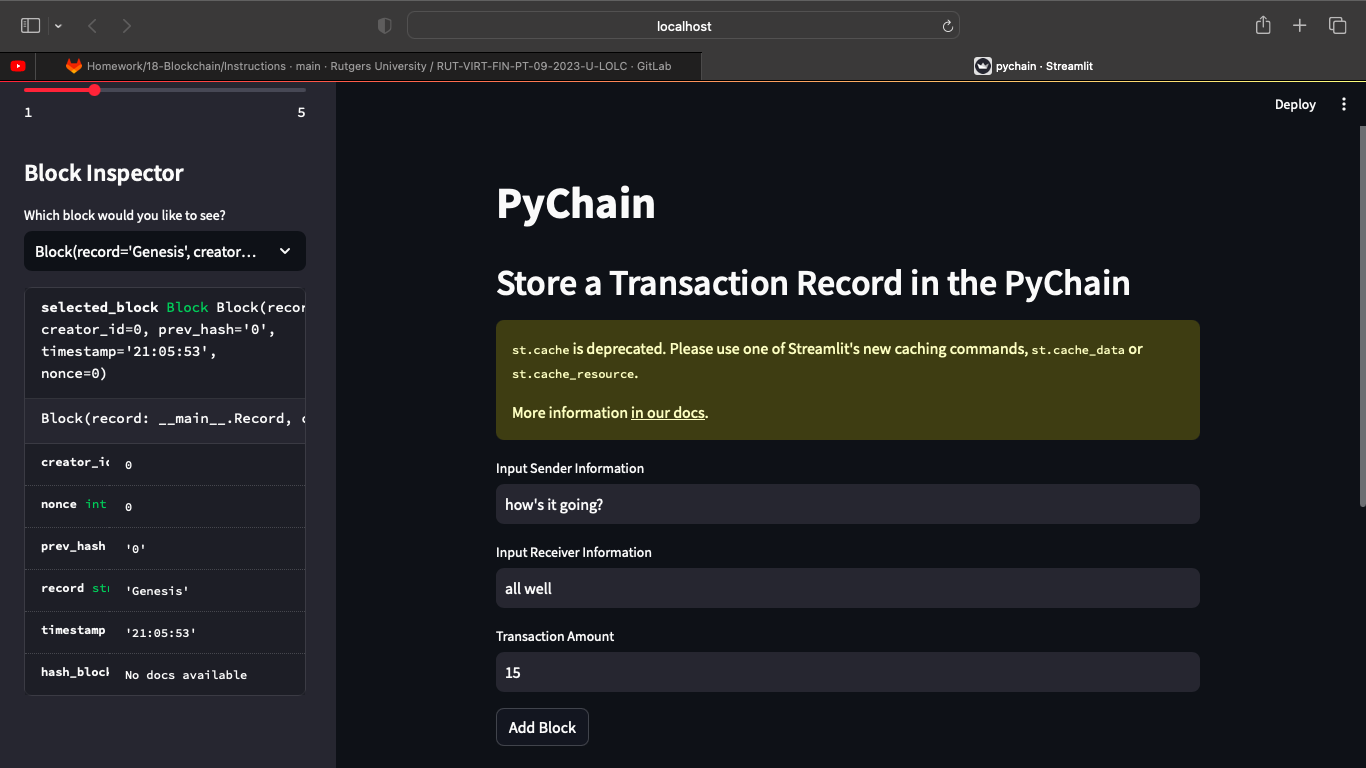 localhost
Homework/18-Blockchain/Instructions · main · Rutgers University / RUT-VIRT-FIN-PT-09-2023-U-LOLC · GitLab
pychain · Streamlit
1
5
Block Inspector
Which block would you like to see?
Block(record='Genesis', creator...
selected_block Block Block(recor
creator_id=0, prev_hash='0',
timestamp='21:05:53',
nonce=0)
Block(record: __main__.Record, c
creator_id 0
nonce int 0
prev_hash '0'
record str 'Genesis'
timestamp '21:05:53'
hash_block No docs available
Deploy
PyChain
Store a Transaction Record in the PyChain
st.cache is deprecated. Please use one of Streamlit's new caching commands, st.cache_data or
st.cache_resource.
More information in our docs.
Input Sender Information
how's it going?
Input Receiver Information
all well
Transaction Amount
15
Add Block